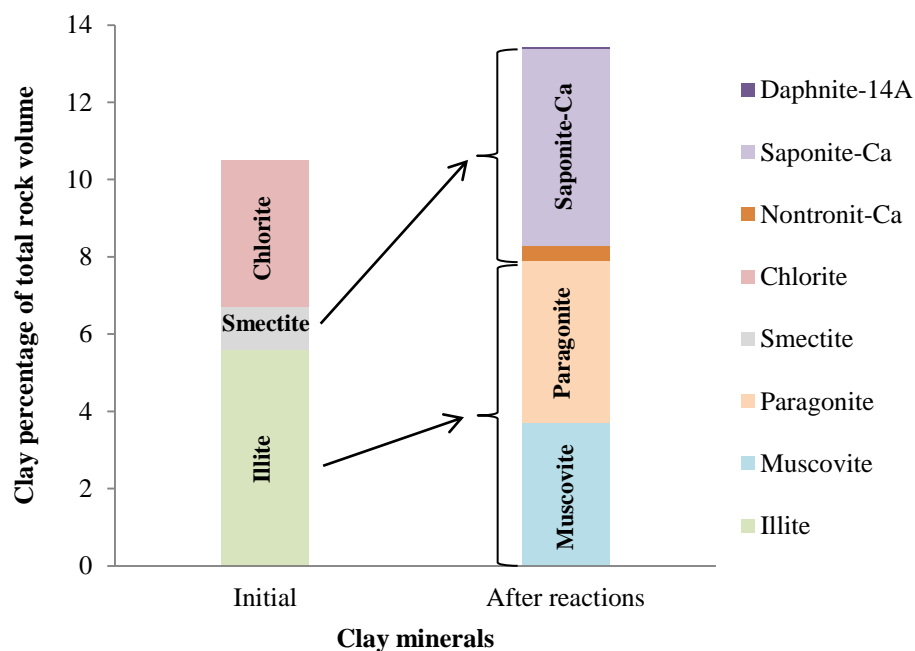 Clay percentage of total rock volume
14
12
10
8
6
4
2
0
Chlorite
Smectite
Illite
Saponite-Ca
Paragonite
Muscovite
Initial
After reactions
Clay minerals
Daphnite-14A
Saponite-Ca
Nontronit-Ca
Chlorite
Smectite
Paragonite
Muscovite
Illite